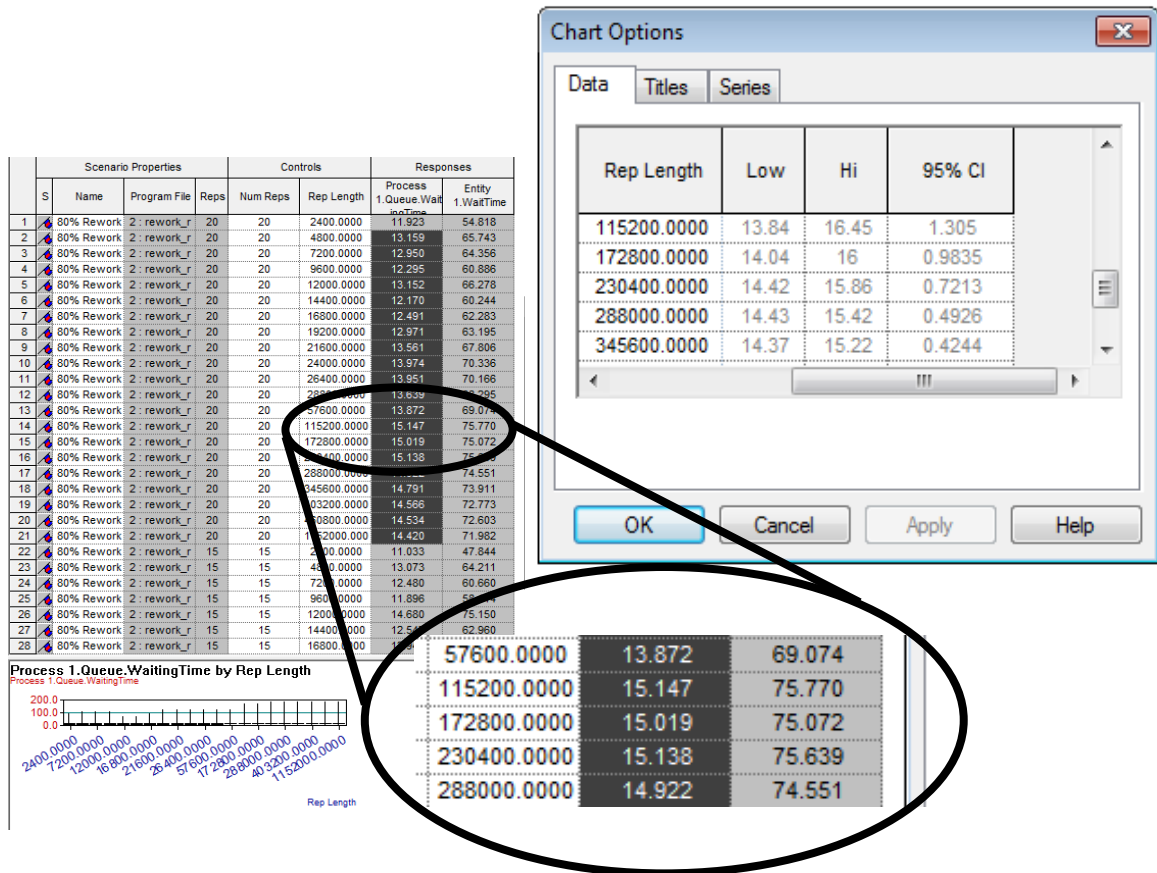 Chart Options
Data Titles Series
Rep Length Low Hi 95% CI
115200.0000 13.84 16.45 1.305
172800.0000 14.04 16 0.9835
230400.0000 14.42 15.86 0.7213
288000.0000 14.43 15.42 0.4926
345600.0000 14.37 15.22 0.4244
OK Cancel Apply Help
Scenario Properties Controls Responses
S Name Program File Reps Num Reps Rep Length Process 1.Queue.Wait Entity 1.WaitTime
1 80% Rework 2 : rework_r 20 20 2400.0000 11.923 54.818
2 80% Rework 2 : rework_r 20 20 4800.0000 13.159 65.743
3 80% Rework 2 : rework_r 20 20 7200.0000 12.950 64.356
4 80% Rework 2 : rework_r 20 20 9600.0000 12.295 60.886
5 80% Rework 2 : rework_r 20 20 12000.0000 13.152 66.278
6 80% Rework 2 : rework_r 20 20 14400.0000 12.170 60.244
7 80% Rework 2 : rework_r 20 20 16800.0000 12.491 62.283
8 80% Rework 2 : rework_r 20 20 19200.0000 12.971 63.195
9 80% Rework 2 : rework_r 20 20 21600.0000 13.561 67.806
10 80% Rework 2 : rework_r 20 20 24000.0000 13.974 70.336
11 80% Rework 2 : rework_r 20 20 26400.0000 13.951 70.166
12 80% Rework 2 : rework_r 20 20 13.639
13 80% Rework 2 : rework_r 20 20 57600.0000 13.872 69.074
14 80% Rework 2 : rework_r 20 20 115200.0000 15.147 75.770
15 80% Rework 2 : rework_r 20 20 172800.0000 15.019 75.072
16 80% Rework 2 : rework_r 20 20 15.138
17 80% Rework 2 : rework_r 20 20 288000.0000 74.551
18 80% Rework 2 : rework_r 20 20 345600.0000 14.791 73.911
19 80% Rework 2 : rework_r 20 20 14.566 72.773
20 80% Rework 2 : rework_r 20 20 14.534 72.603
21 80% Rework 2 : rework_r 20 20 14.420 71.982
22 80% Rework 2 : rework_r 15 15 11.033 47.844
23 80% Rework 2 : rework_r 15 15 13.073 64.211
24 80% Rework 2 : rework_r 15 15 12.480 60.660
25 80% Rework 2 : rework_r 15 15 11.896
26 80% Rework 2 : rework_r 15 15 12000.0000 14.680 75.150
27 80% Rework 2 : rework_r 15 15 14400.0000 62.960
28 80% Rework 2 : rework_r 15 15 16800.0000
Process 1.Queue.WaitingTime by Rep Length
Process 1.Queue.WaitingTime
200.0
100.0
0.0
2400.0000 7200.0000 12000.0000 16800.0000 21600.0000 26400.0000 57600.0000 172800.0000 288000.0000 403200.0000 1152000.0000
Rep Length
57600.0000 13.872 69.074
115200.0000 15.147 75.770
172800.0000 15.019 75.072
230400.0000 15.138 75.639
288000.0000 14.922 74.551